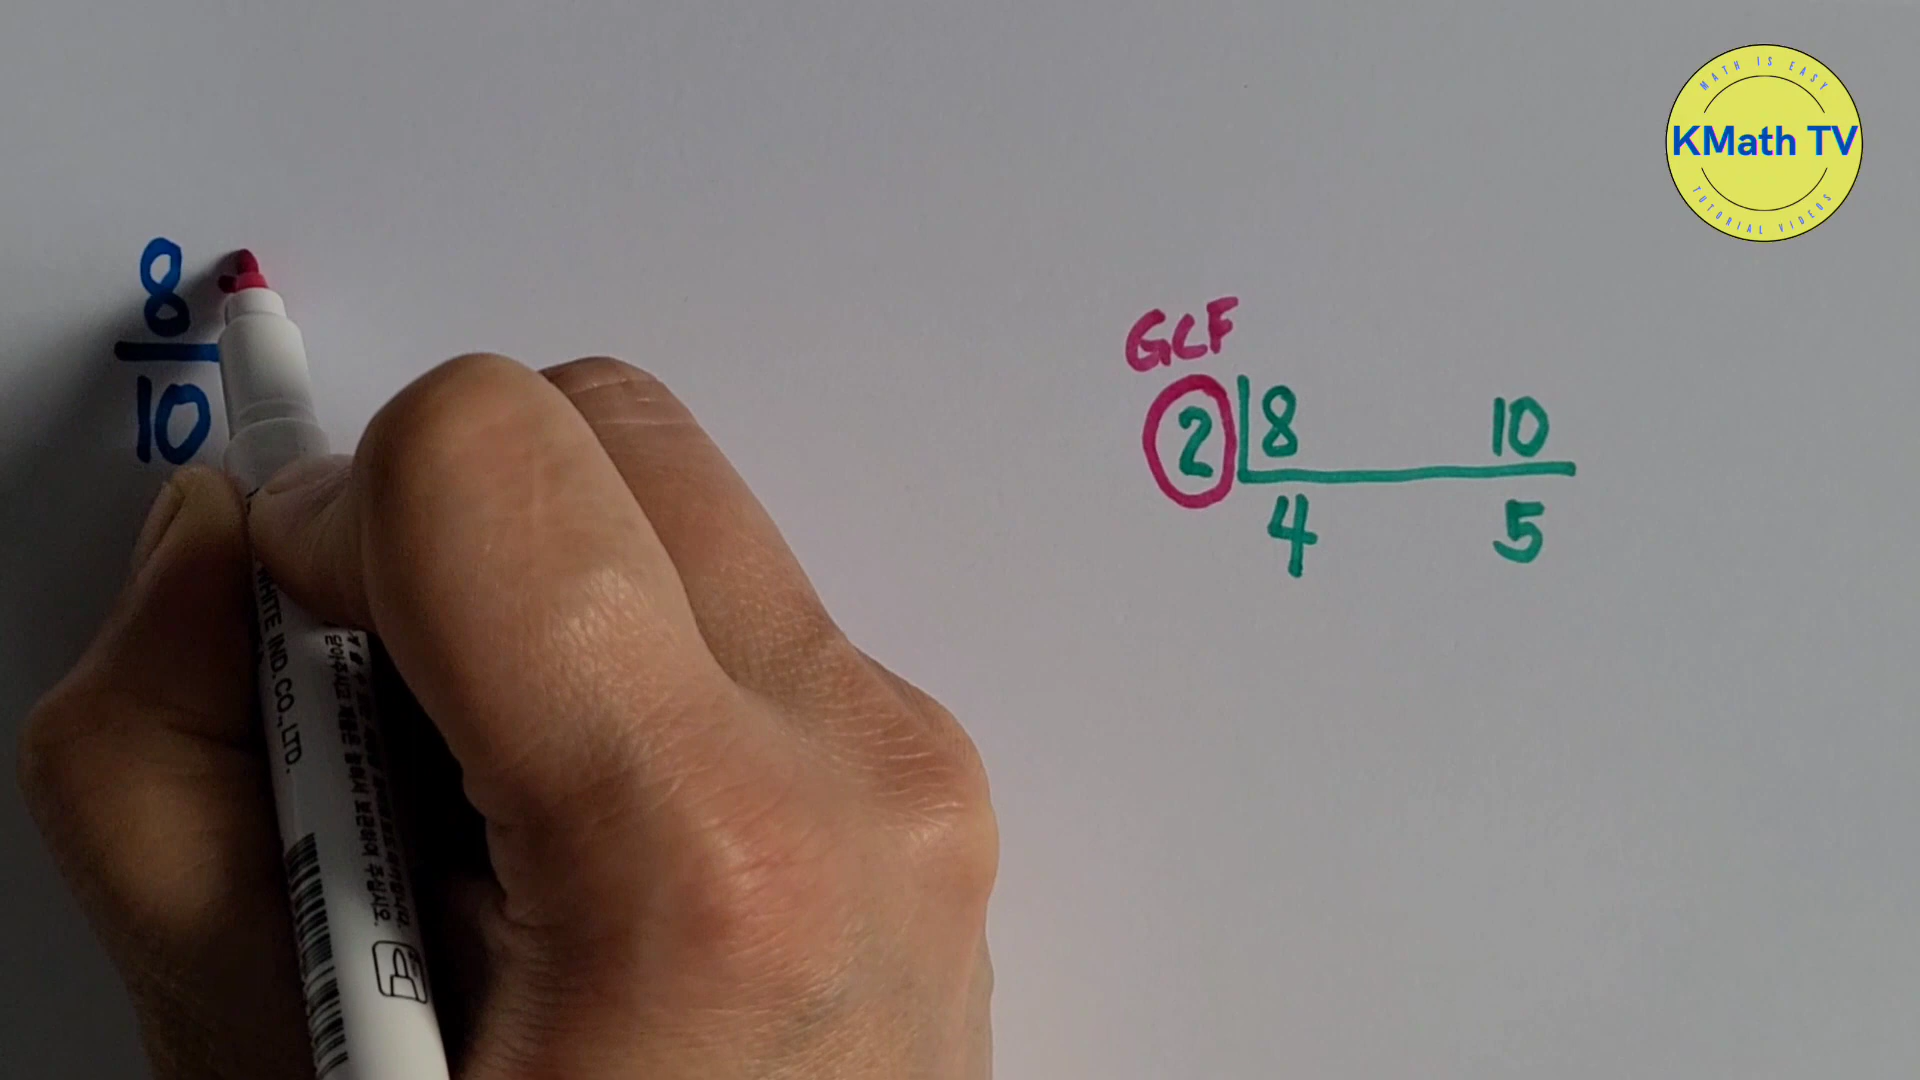 MATH IS EASY
KMath TV
TUTORIAL VIDEOS
8
10
GCF
2 8 10
4 5
WHITE IND. CO., LTD.